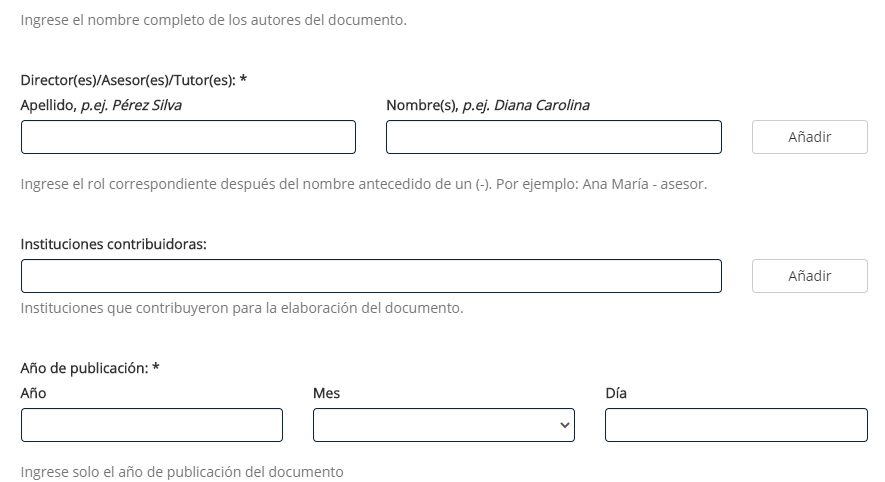 Ingrese el nombre completo de los autores del documento.
Director(es)/Asesor(es)/Tutor(es): *
Apellido, p.ej. Pérez Silva
Nombre(s), p.ej. Diana Carolina
Añadir
Ingrese el rol correspondiente después del nombre antecedido de un (-). Por ejemplo: Ana María - asesor.
Instituciones contribuidoras:
Añadir
Instituciones que contribuyeron para la elaboración del documento.
Año de publicación: *
Año
Mes
Día
Ingrese solo el año de publicación del documento